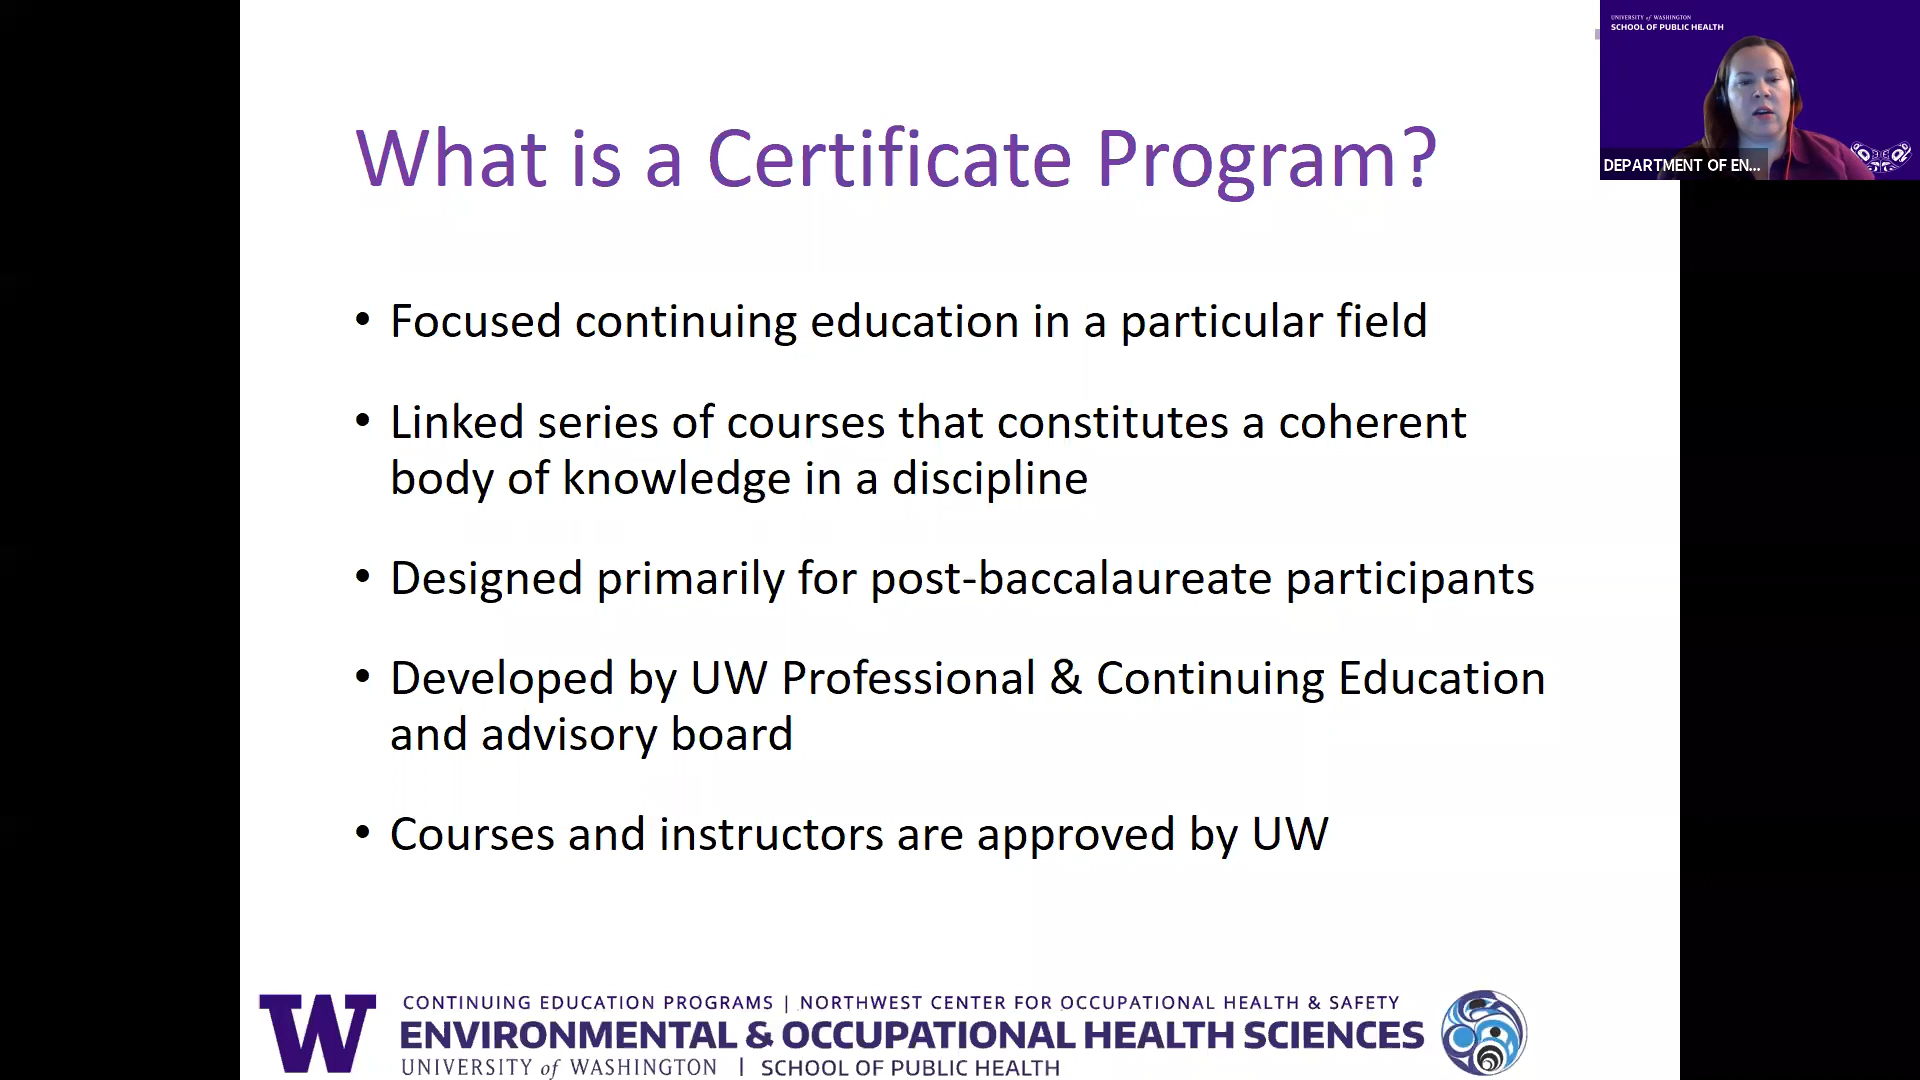 UNIVERSITY of WASHINGTON
SCHOOL OF PUBLIC HEALTH
DEPARTMENT OF EN...
What is a Certificate Program?
• Focused continuing education in a particular field
• Linked series of courses that constitutes a coherent
body of knowledge in a discipline
• Designed primarily for post-baccalaureate participants
• Developed by UW Professional & Continuing Education
and advisory board
• Courses and instructors are approved by UW
W
CONTINUING EDUCATION PROGRAMS | NORTHWEST CENTER FOR OCCUPATIONAL HEALTH & SAFETY
ENVIRONMENTAL & OCCUPATIONAL HEALTH SCIENCES
UNIVERSITY of WASHINGTON | SCHOOL OF PUBLIC HEALTH